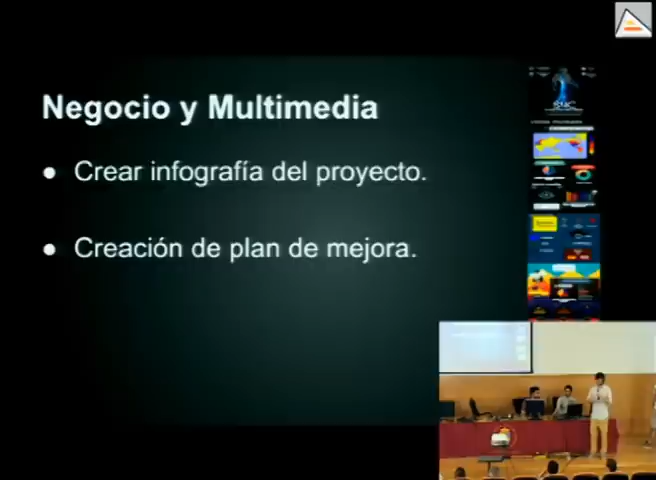 Negocio y Multimedia
● Crear infografía del proyecto.
● Creación de plan de mejora.